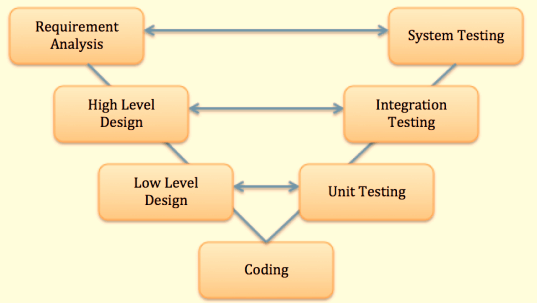 Requirement
Analysis
System Testing
High Level
Design
Integration
Testing
Low Level
Design
Unit Testing
Coding